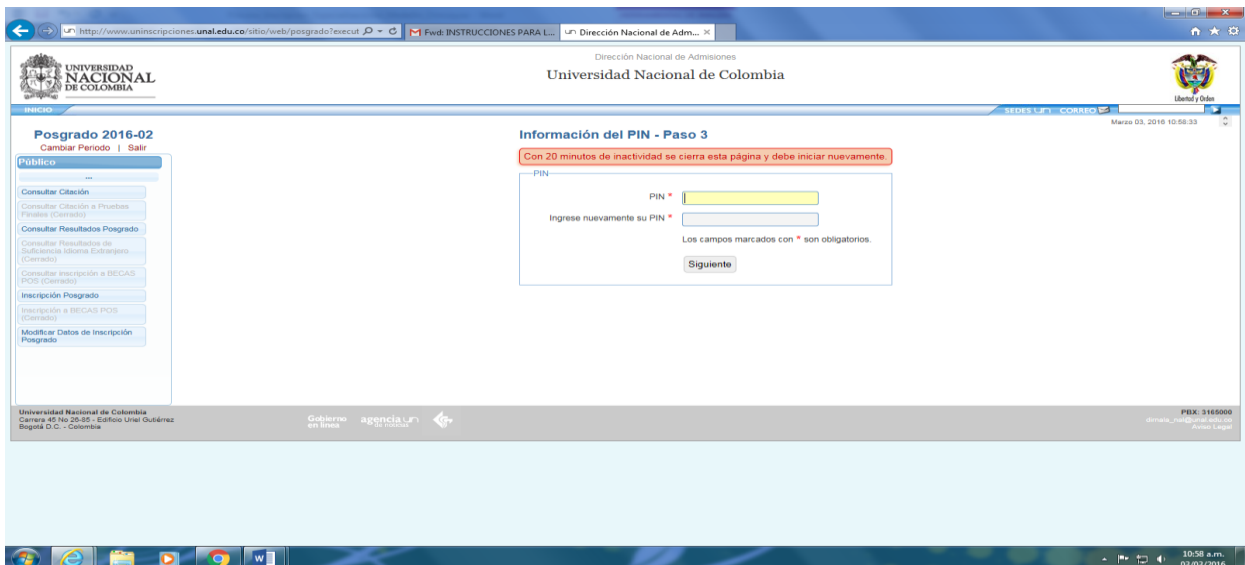 http://www.uninscripciones.unal.edu.co/sitio/web/posgrado?execut
Fwd: INSTRUCCIONES PARA L...
Dirección Nacional de Adm...
UNIVERSIDAD
NACIONAL
DE COLOMBIA
Dirección Nacional de Admisiones
Universidad Nacional de Colombia
Libertad y Orden
INICIO
SEDES UN CORREO
Marzo 03, 2016 10:58:33
Posgrado 2016-02
Cambiar Periodo | Salir
Público
...
Consultar Citación
Consultar Citación a Pruebas
Finales (Cerrado)
Consultar Resultados Posgrado
Consultar Resultados de
Suficiencia Idioma Extranjero
(Cerrado)
Consultar inscripción a BECAS
POS (Cerrado)
Inscripción Posgrado
Inscripción a BECAS POS
(Cerrado)
Modificar Datos de Inscripción
Posgrado
Información del PIN - Paso 3
Con 20 minutos de inactividad se cierra esta página y debe iniciar nuevamente.
PIN
PIN *
Ingrese nuevamente su PIN *
Los campos marcados con * son obligatorios.
Siguiente
Universidad Nacional de Colombia
Carrera 45 No 26-85 - Edificio Uriel Gutiérrez
Bogotá D.C. - Colombia
Gobierno
en línea
agencia un
de noticias
PBX: 3165000
Aviso Legal
10:58 a.m.
03/03/2016